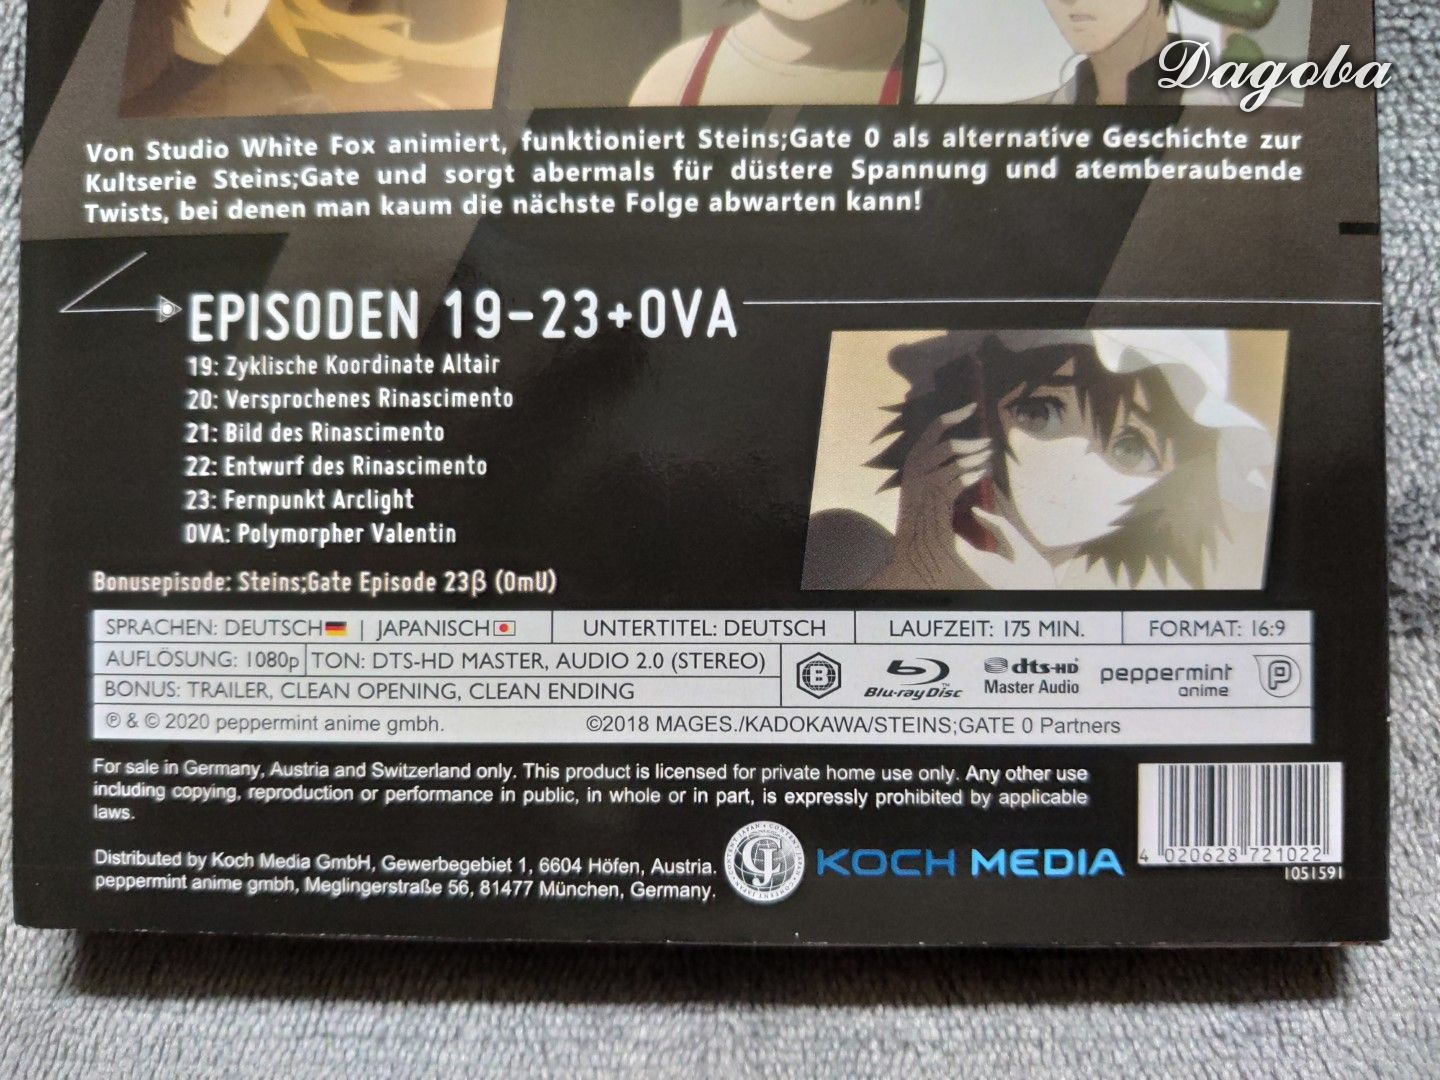 Dagoba
Von Studio White Fox animiert, funktioniert Steins;Gate 0 als alternative Geschichte zur
Kultserie Steins;Gate und sorgt abermals für düstere Spannung und atemberaubende
Twists, bei denen man kaum die nächste Folge abwarten kann!
EPISODEN 19-23+OVA
19: Zyklische Koordinate Altair
20: Versprochenes Rinascimento
21: Bild des Rinascimento
22: Entwurf des Rinascimento
23: Fernpunkt Arclight
OVA: Polymorpher Valentin
Bonusepisode: Steins;Gate Episode 23β (OmU)
SPRACHEN: DEUTSCH | JAPANISCH UNTERTITEL: DEUTSCH LAUFZEIT: 175 MIN. FORMAT: 16:9
AUFLÖSUNG: 1080p TON: DTS-HD MASTER, AUDIO 2.0 (STEREO)
BONUS: TRAILER, CLEAN OPENING, CLEAN ENDING
B
Blu-ray Disc™
dts-HD
Master Audio
peppermint
anime
℗ & © 2020 peppermint anime gmbh. ©2018 MAGES./KADOKAWA/STEINS;GATE 0 Partners
For sale in Germany, Austria and Switzerland only. This product is licensed for private home use only. Any other use
including copying, reproduction or performance in public, in whole or in part, is expressly prohibited by applicable
laws.
Distributed by Koch Media GmbH, Gewerbegebiet 1, 6604 Höfen, Austria.
peppermint anime gmbh, Meglingerstraße 56, 81477 München, Germany.
KOCH MEDIA
4 020628 721022
1051591